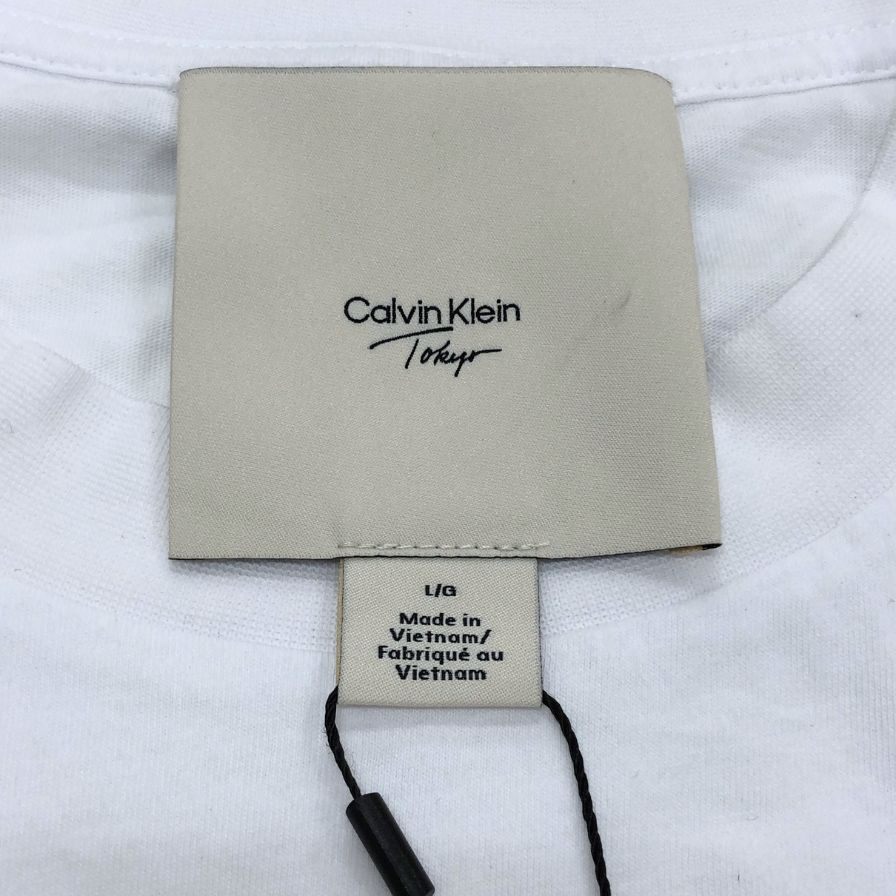 Calvin Klein
Tokyo
L/G
Made in
Vietnam/
Fabriqué au
Vietnam